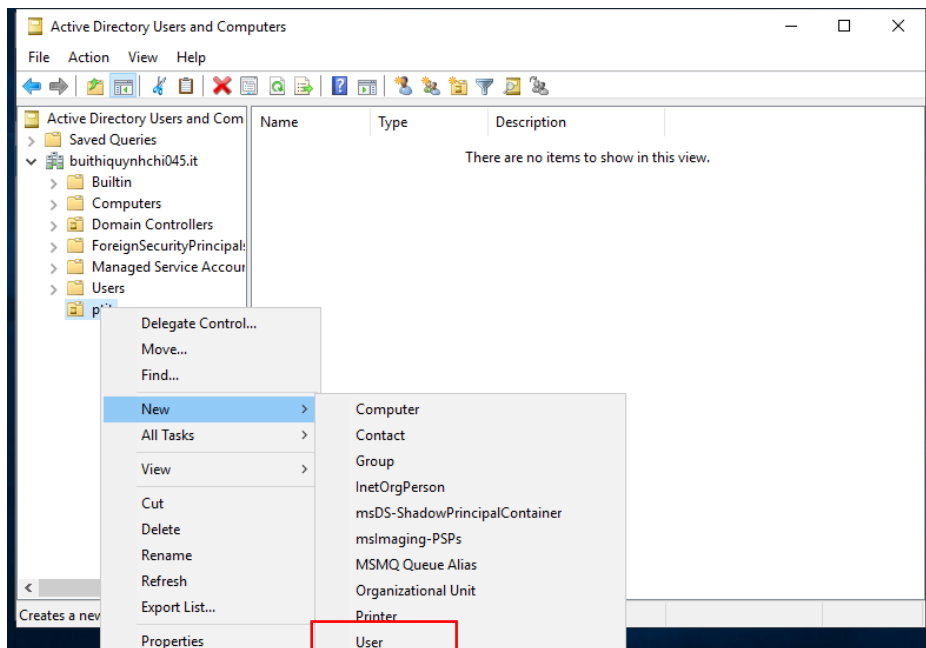 Active Directory Users and Computers
File Action View Help
Active Directory Users and Com
Name Type Description
Saved Queries
There are no items to show in this view.
buithiquynhchi045.it
Builtin
Computers
Domain Controllers
ForeignSecurityPrincipals
Managed Service Accour
Users
Delegate Control...
Move...
Find...
New
All Tasks
View
Cut
Delete
Rename
Refresh
Export List...
Properties
Computer
Contact
Group
InetOrgPerson
msDS-ShadowPrincipalContainer
msImaging-PSPs
MSMQ Queue Alias
Organizational Unit
Printer
User
Creates a new